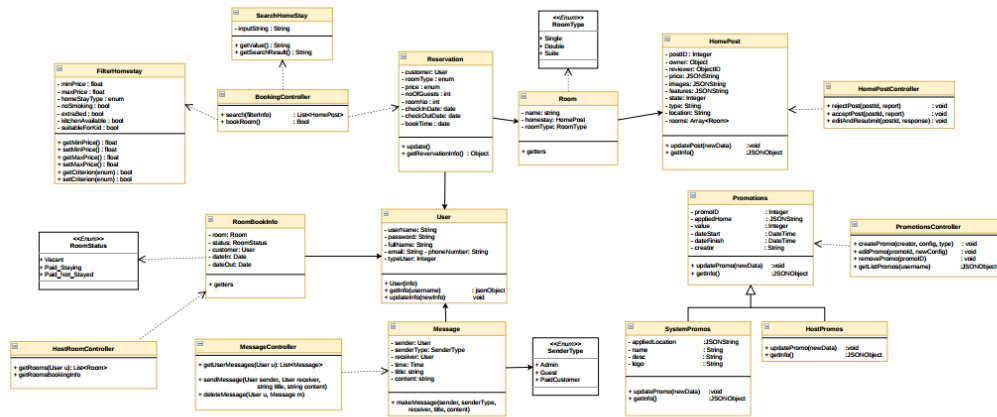 SearchHomeStay
- inputString : String
+ getValue() : String
+ getSearchResult() : String
FilterHomestay
- minPrice : float
- maxPrice : float
- homeStayType : enum
- noSmoking : bool
- extraBed : bool
- kitchenAvailable : bool
- suitableForKid : bool
+ getMinPrice() : float
+ setMinPrice() : float
+ getMaxPrice() : float
+ setMaxPrice() : float
+ getCriterion(enum) : bool
+ setCriterion(enum) : bool
BookingController
+ search(filterInfo) : List<HomePost>
+ bookRoom() : Bool
Reservation
- customer: User
- roomType : enum
- price : enum
- noOfGuests : int
- roomNo : int
- checkInDate: date
- checkOutDate: date
- bookTime : date
+ update()
+ getRevervationInfo() : Object
<<Enum>>
RoomType
+ Single
+ Double
+ Suite
Room
- name: string
- homestay: HomePost
- roomType: RoomType
+ getters
HomePost
- postID : Integer
- owner: Object
- reviewer: ObjectID
- price: JSONString
- images: JSONString
- features: JSONString
- state: Integer
- type: String
- location: String
- rooms: Array<Room>
+ updatePost(newData) :void
+ getInfo() :JSONObject
HomePostController
+ rejectPost(postId, report) : void
+ acceptPost(postId, report) : void
+ editAndResubmit(postId, response) : void
<<Enum>>
RoomStatus
+ Vacant
+ Paid_Staying
+ Paid_Not_Stayed
RoomBookInfo
- room: Room
- status: RoomStatus
- customer: User
- dateIn: Date
- dateOut: Date
+ getters
User
- userName: String
- password: String
- fullName: String
- email: String - phoneNumber: String
- typeUser: Integer
+ User(info)
+ getInfo(username) : jsonObject
+ updateInfo(newInfo) void
Promotions
- promoID : Integer
- appliedHome : JSONString
- value : Integer
- dateStart : DateTime
- dateFinish : DateTime
- creator : String
+ updatePromo(newData) : void
+ getInfo() : JSONObject
PromotionsController
+ createPromo(creator, config, type) : void
+ editPromo(promoId, newConfig) : void
+ removePromo(promoID) : void
+ getListPromos(username) :JSONObject
HostRoomController
+ getRooms(User u): List<Room>
+ getRoomsBookingInfo
MessageController
+ getUserMessages(User u): List<Message>
+ sendMessage(User sender, User receiver,
string title, string content)
+ deleteMessage(User u, Message m)
Message
- sender: User
- senderType: SenderType
- receiver: User
- time: Time
- title: string
- content: string
+ makeMessage(sender, senderType,
receiver, title, content)
<<Enum>>
SenderType
+ Admin
+ Guest
+ PaidCustomer
SystemPromos
- appliedLocation :JSONString
- name : String
- desc : String
- logo : String
+ updatePromo(newData) :void
+ getInfo() :JSONObject
HostPromos
+ updatePromo(newData) :void
+ getInfo() :JSONObject